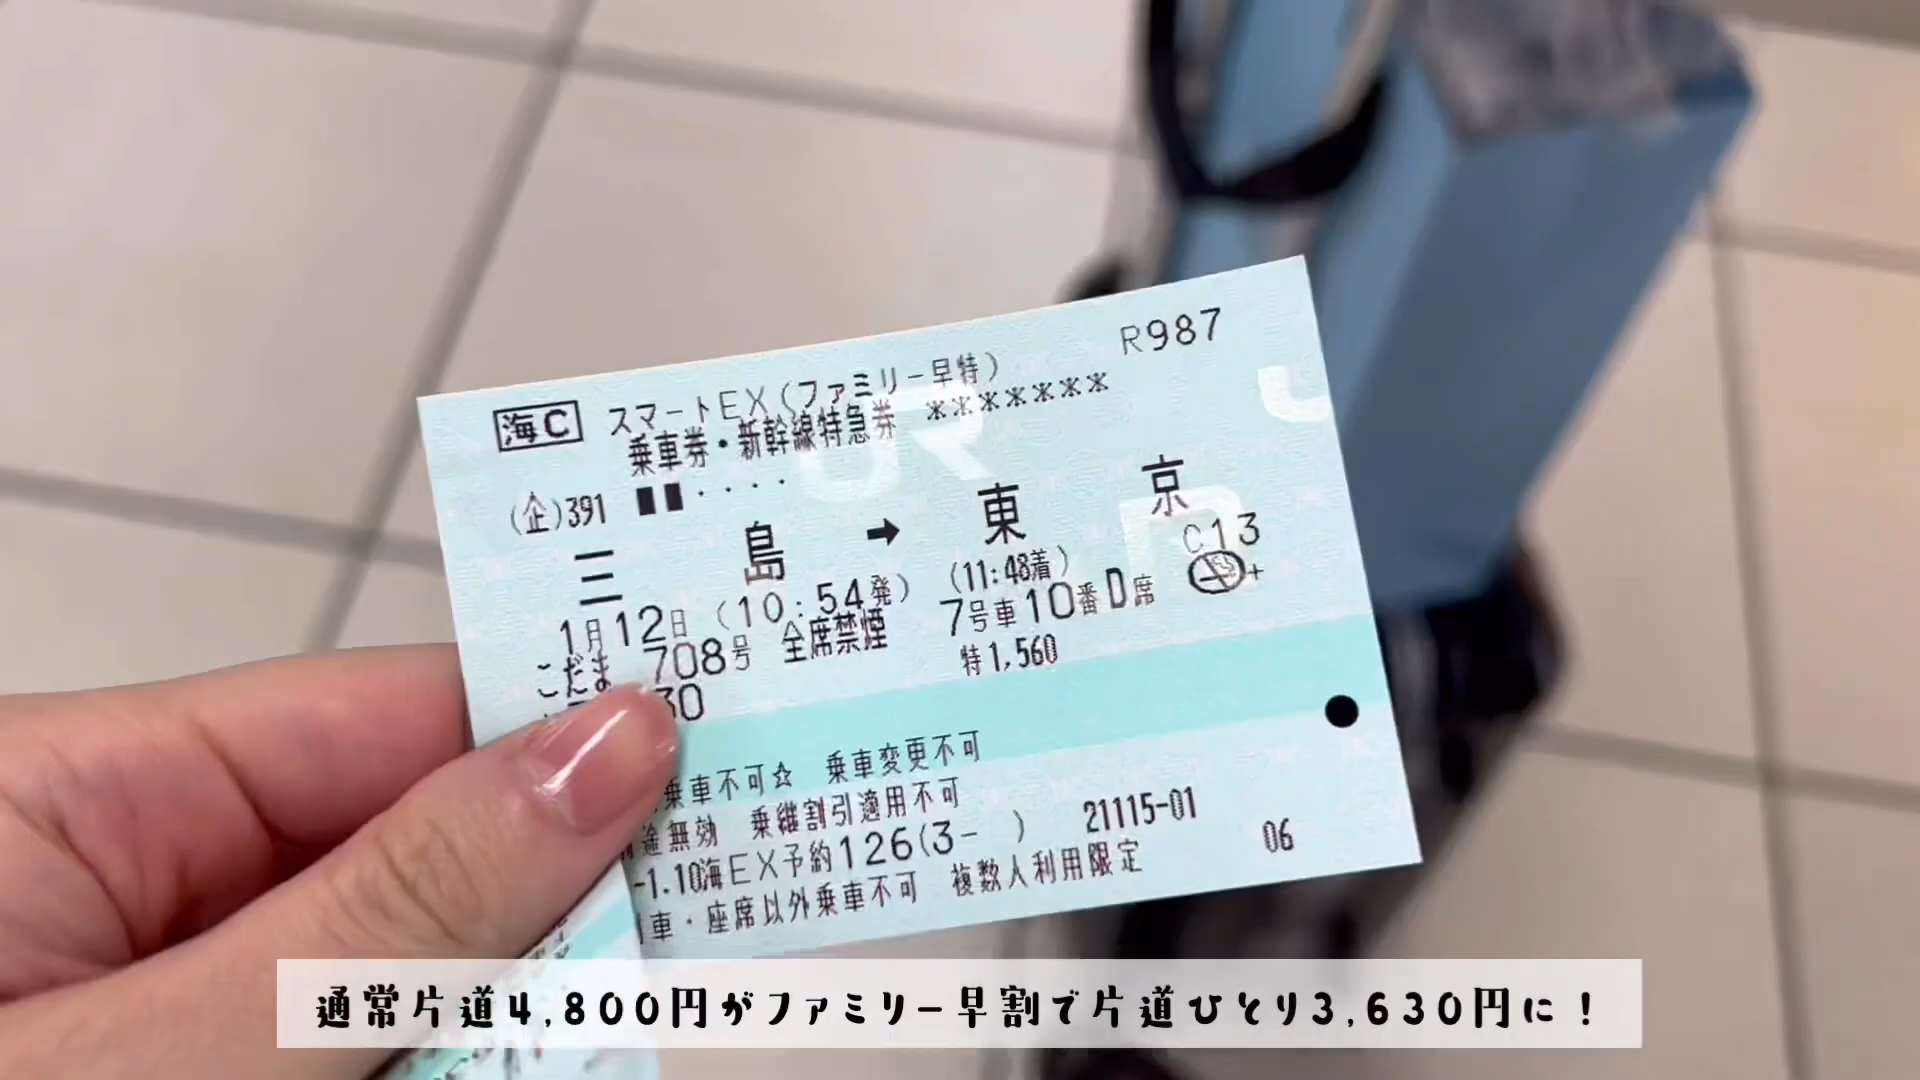 R987
海C スマートEX(ファミリー早特)
乗車券・新幹線特急券 *******
(企)391
三島 → 東京
C13
1月12日 (10:54発) (11:48着)
こだま 708号 全席禁煙 7号車10番D席
30 特1,560
乗車不可☆ 乗車変更不可
途無効 乗継割引適用不可
-1.10海EX予約126(3- ) 21115-01
車・座席以外乗車不可 複数人利用限定 06
JR
通常片道4,800円がファミリー早割で片道ひとり3,630円に!